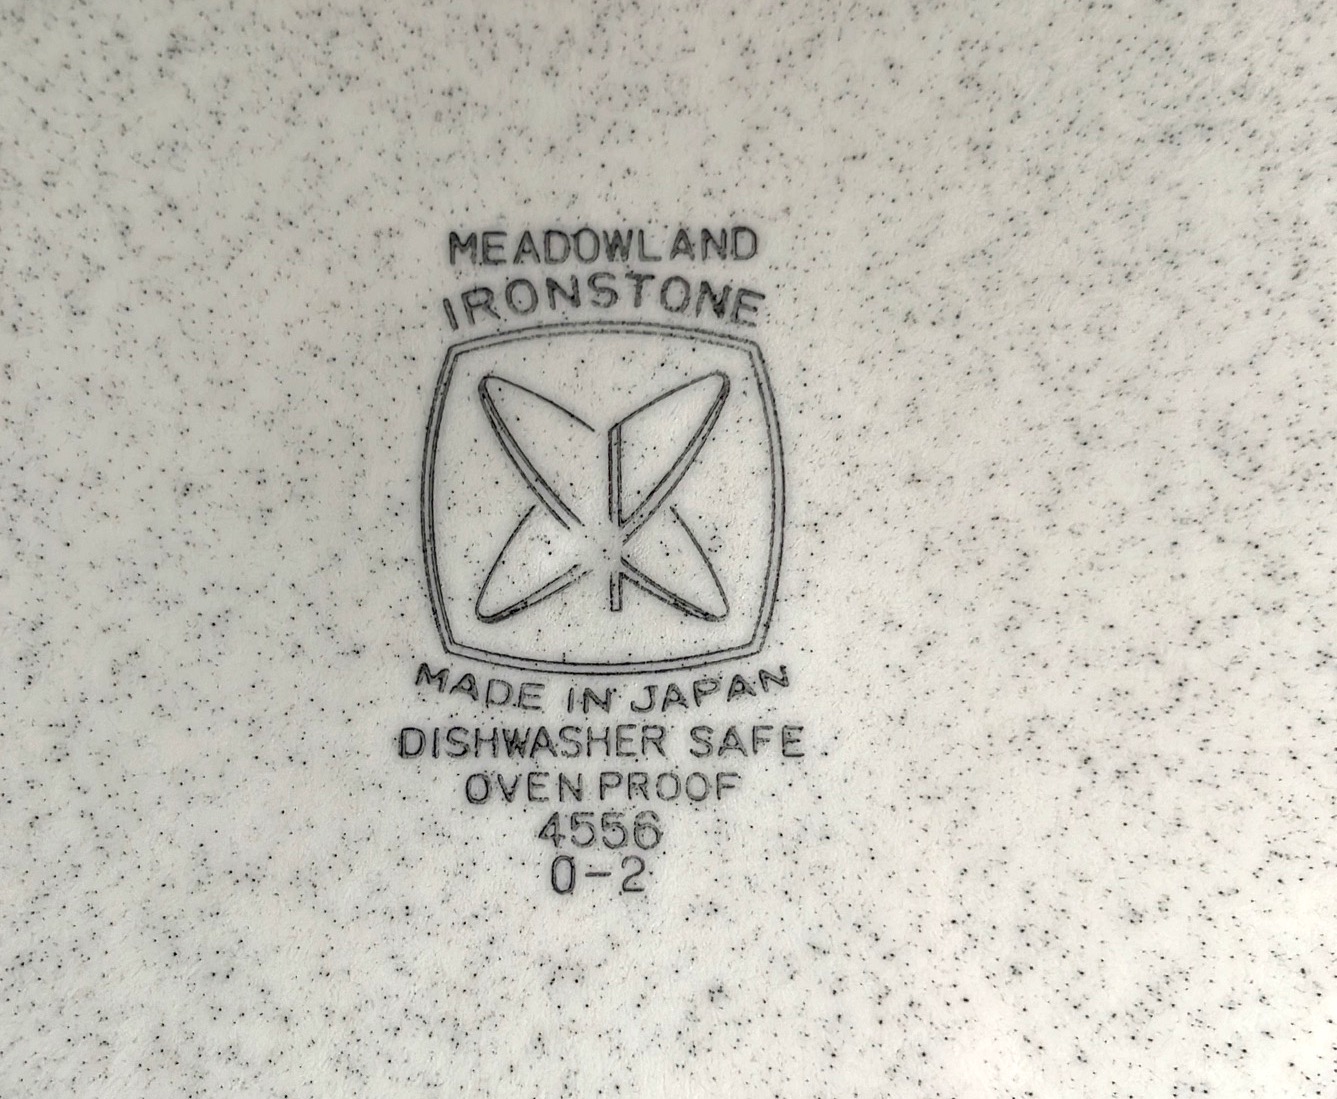 MEADOWLAND
IRONSTONE
MADE IN JAPAN
DISHWASHER SAFE
OVEN PROOF
4556
0-2